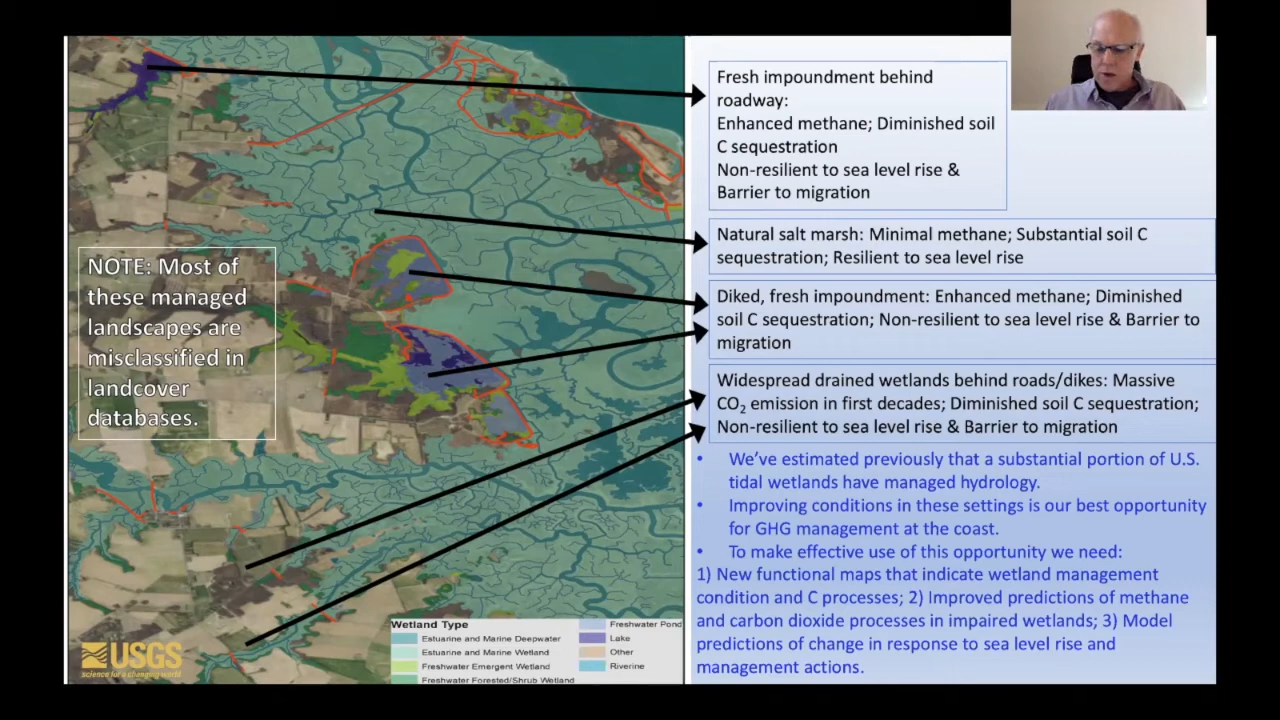 Fresh impoundment behind
roadway:
Enhanced methane; Diminished soil
C sequestration
Non-resilient to sea level rise &
Barrier to migration
Natural salt marsh: Minimal methane; Substantial soil C
sequestration; Resilient to sea level rise
Diked, fresh impoundment: Enhanced methane; Diminished
soil C sequestration; Non-resilient to sea level rise & Barrier to
migration
Widespread drained wetlands behind roads/dikes: Massive
CO₂ emission in first decades; Diminished soil C sequestration;
Non-resilient to sea level rise & Barrier to migration
• We’ve estimated previously that a substantial portion of U.S.
tidal wetlands have managed hydrology.
• Improving conditions in these settings is our best opportunity
for GHG management at the coast.
• To make effective use of this opportunity we need:
1) New functional maps that indicate wetland management
condition and C processes; 2) Improved predictions of methane
and carbon dioxide processes in impaired wetlands; 3) Model
predictions of change in response to sea level rise and
management actions.
NOTE: Most of
these managed
landscapes are
misclassified in
landcover
databases.
USGS
science for a changing world
Wetland Type
Estuarine and Marine Deepwater
Estuarine and Marine Wetland
Freshwater Emergent Wetland
Freshwater Forested/Shrub Wetland
Freshwater Pond
Lake
Other
Riverine